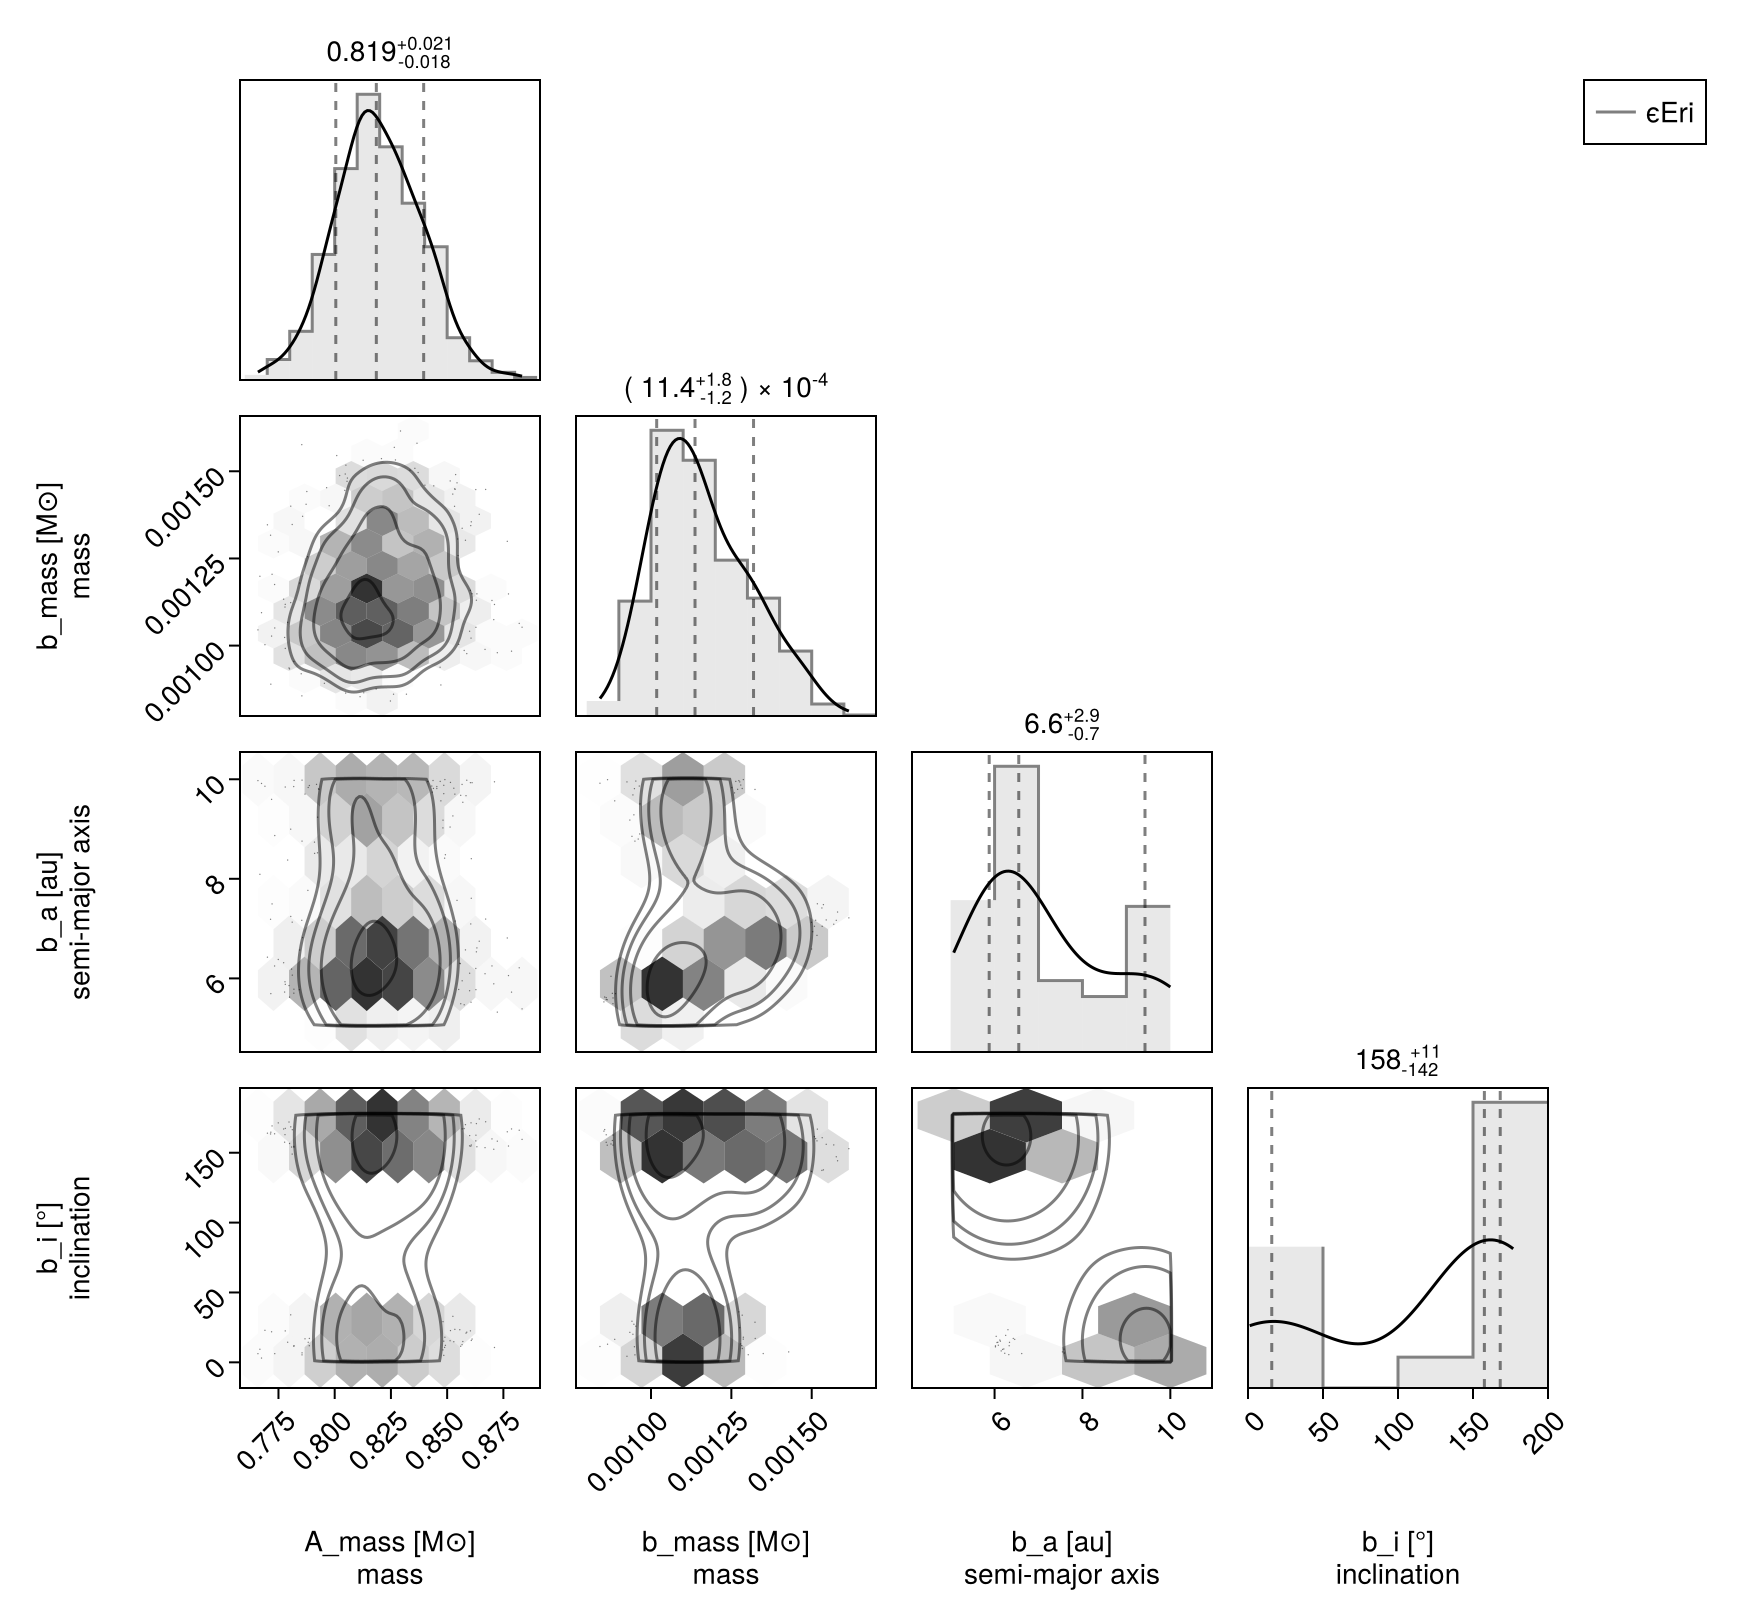 0.819+0.021-0.018
єEri
( 11.4+1.8-1.2 ) × 10-4
b_mass [M⊙]
mass
0.00150
0.00125
0.00100
6.6+2.9-0.7
b_a [au]
semi-major axis
10
8
6
158+11-142
b_i [°]
inclination
150
100
50
0
0.775 0.800 0.825 0.850 0.875
0.00100 0.00125 0.00150
6 8 10
0 50 100 150 200
A_mass [M⊙]
mass
b_mass [M⊙]
mass
b_a [au]
semi-major axis
b_i [°]
inclination